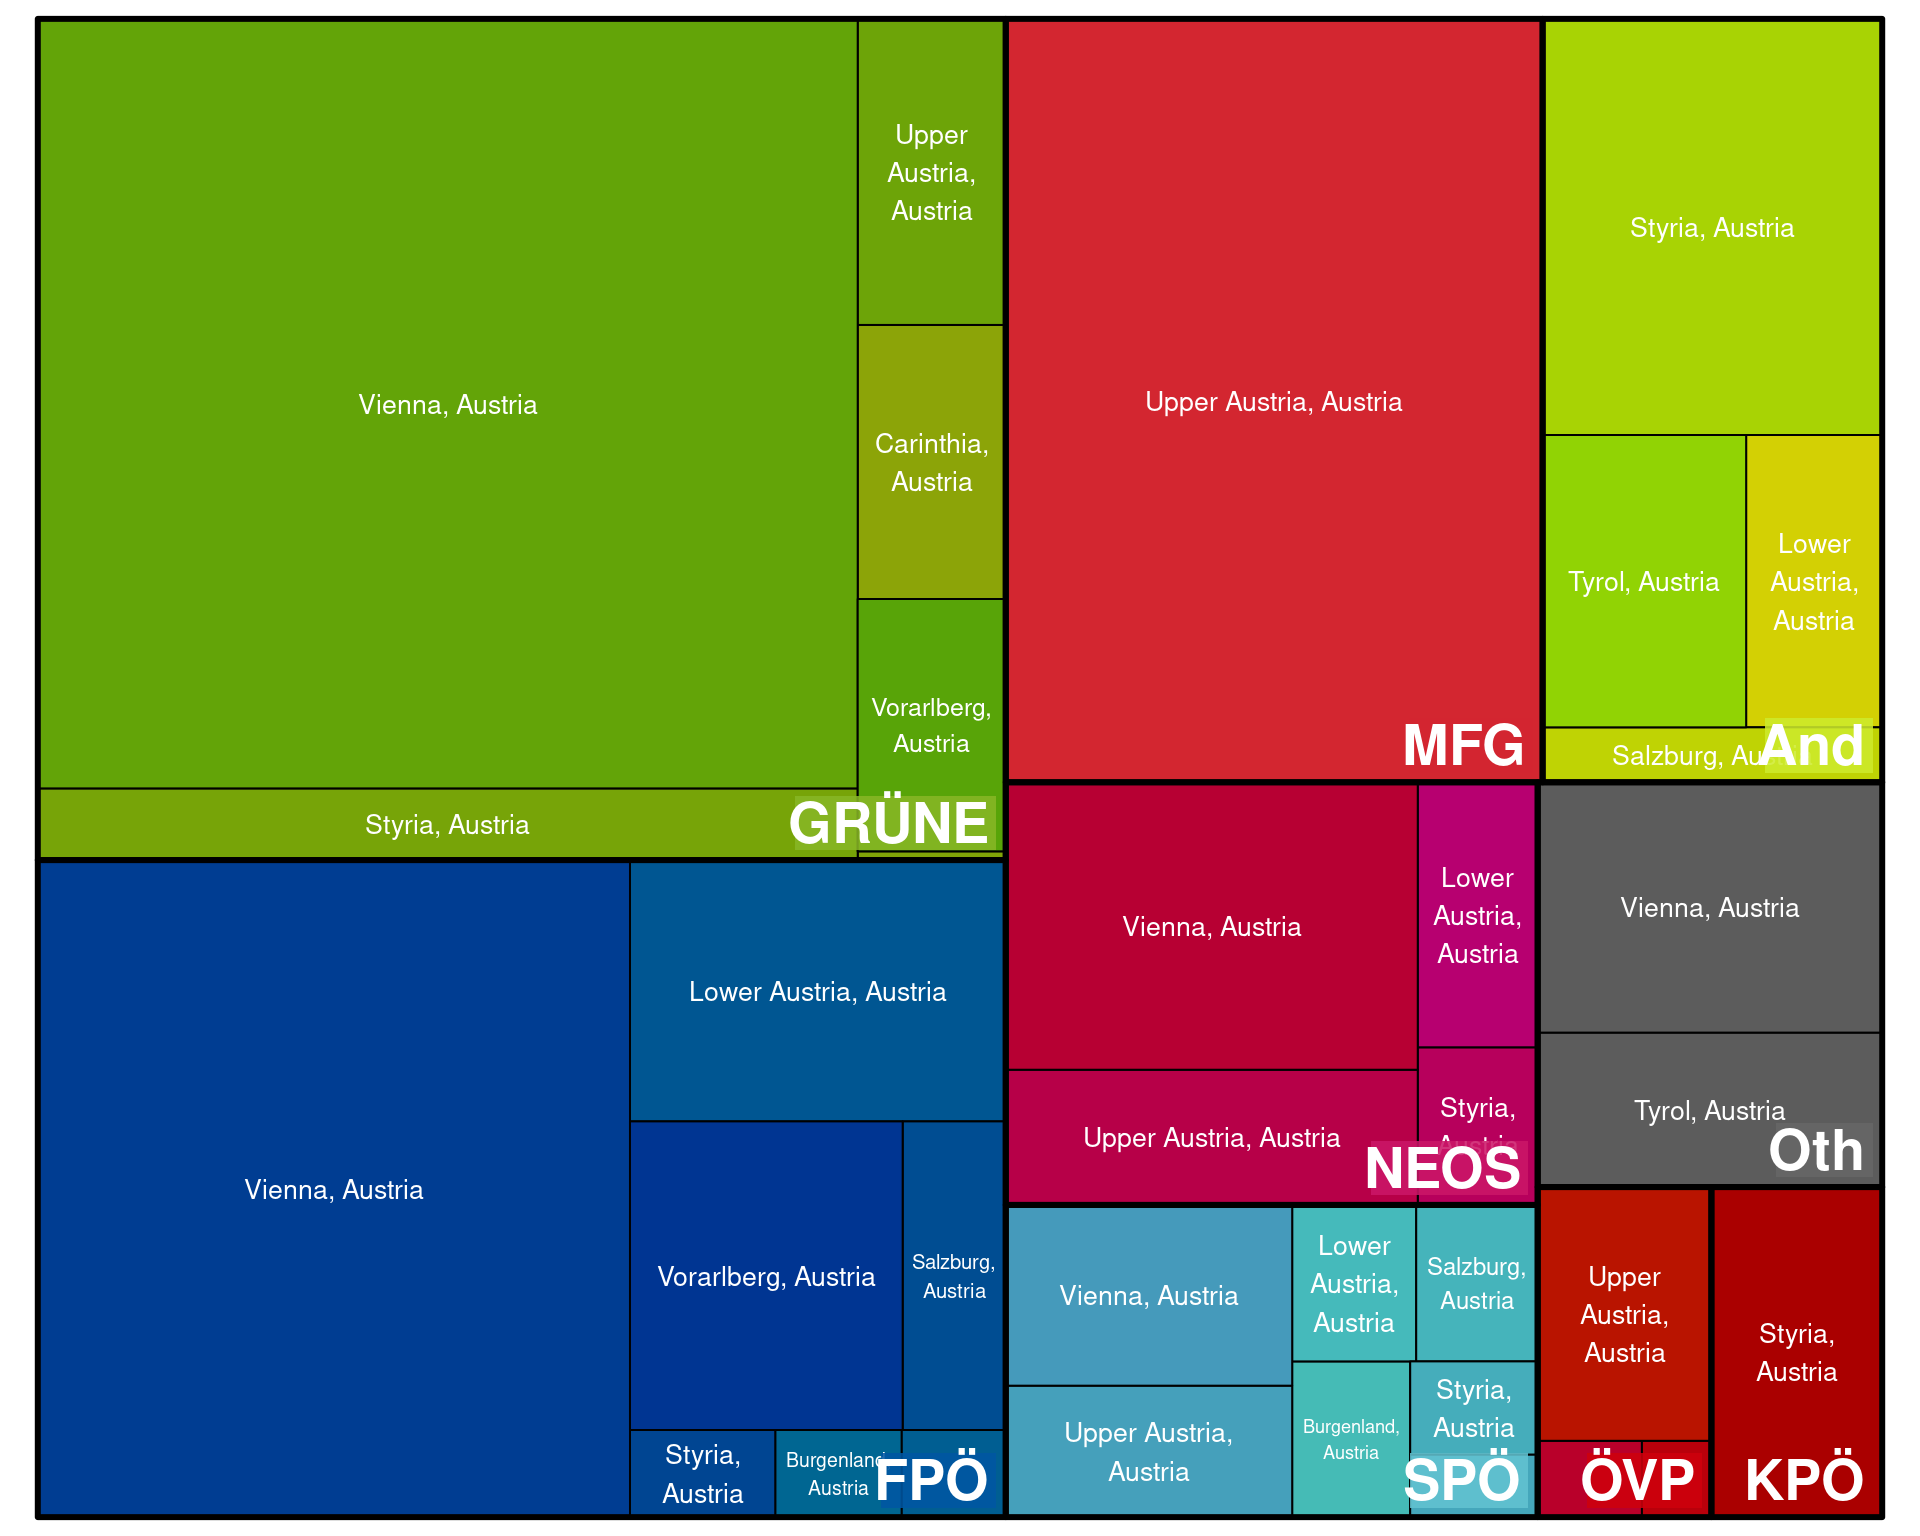 Vienna, Austria
Upper
Austria,
Austria
Carinthia,
Austria
Vorarlberg,
Austria
Styria, Austria
GRÜNE
Upper Austria, Austria
MFG
Styria, Austria
Tyrol, Austria
Lower
Austria,
Austria
Salzburg, Au
And
Vienna, Austria
Lower Austria, Austria
Vorarlberg, Austria
Salzburg,
Austria
Styria,
Austria
Burgenland,
Austria
FPÖ
Vienna, Austria
Lower
Austria,
Austria
Upper Austria, Austria
Styria,
Austria
NEOS
Vienna, Austria
Tyrol, Austria
Oth
Vienna, Austria
Lower
Austria,
Austria
Salzburg,
Austria
Upper Austria,
Austria
Burgenland,
Austria
Styria,
Austria
SPÖ
Upper
Austria,
Austria
ÖVP
Styria,
Austria
KPÖ